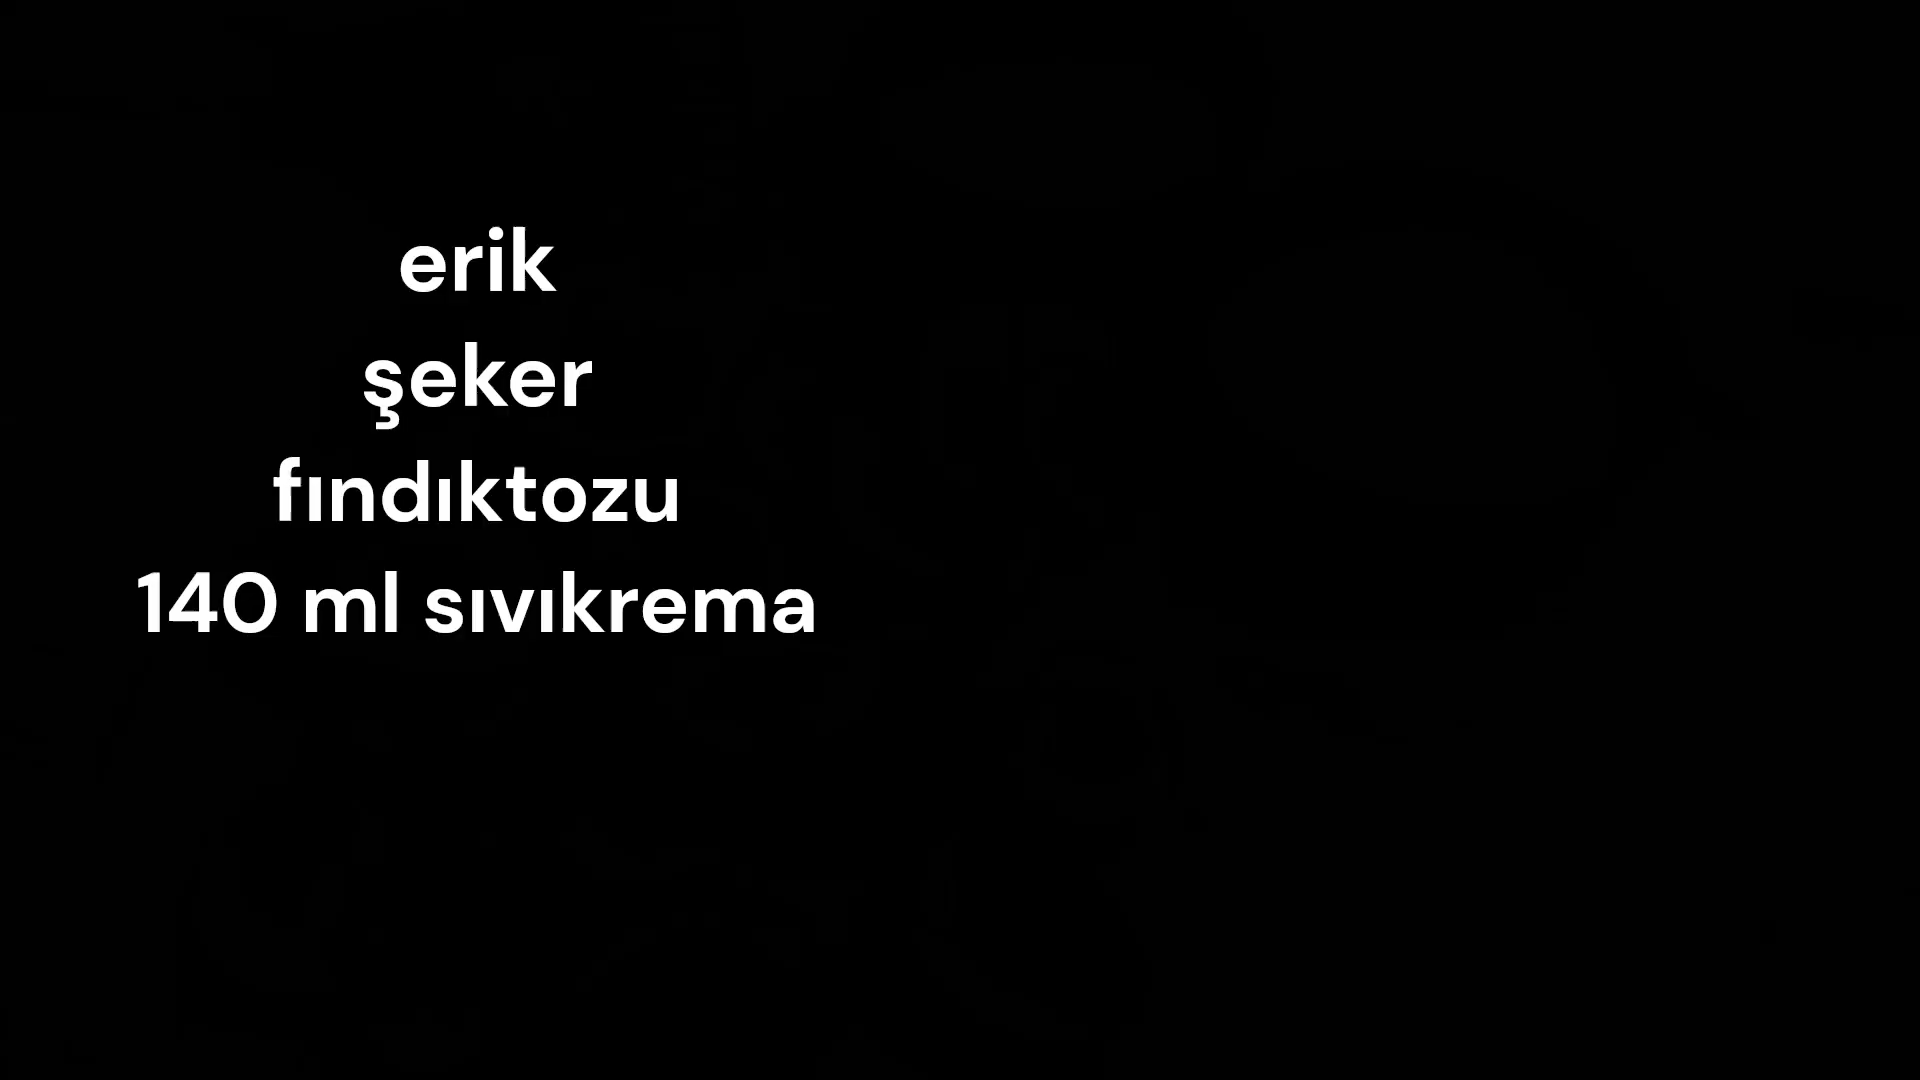 erik
şeker
fındıktozu
140 ml sıvıkrema